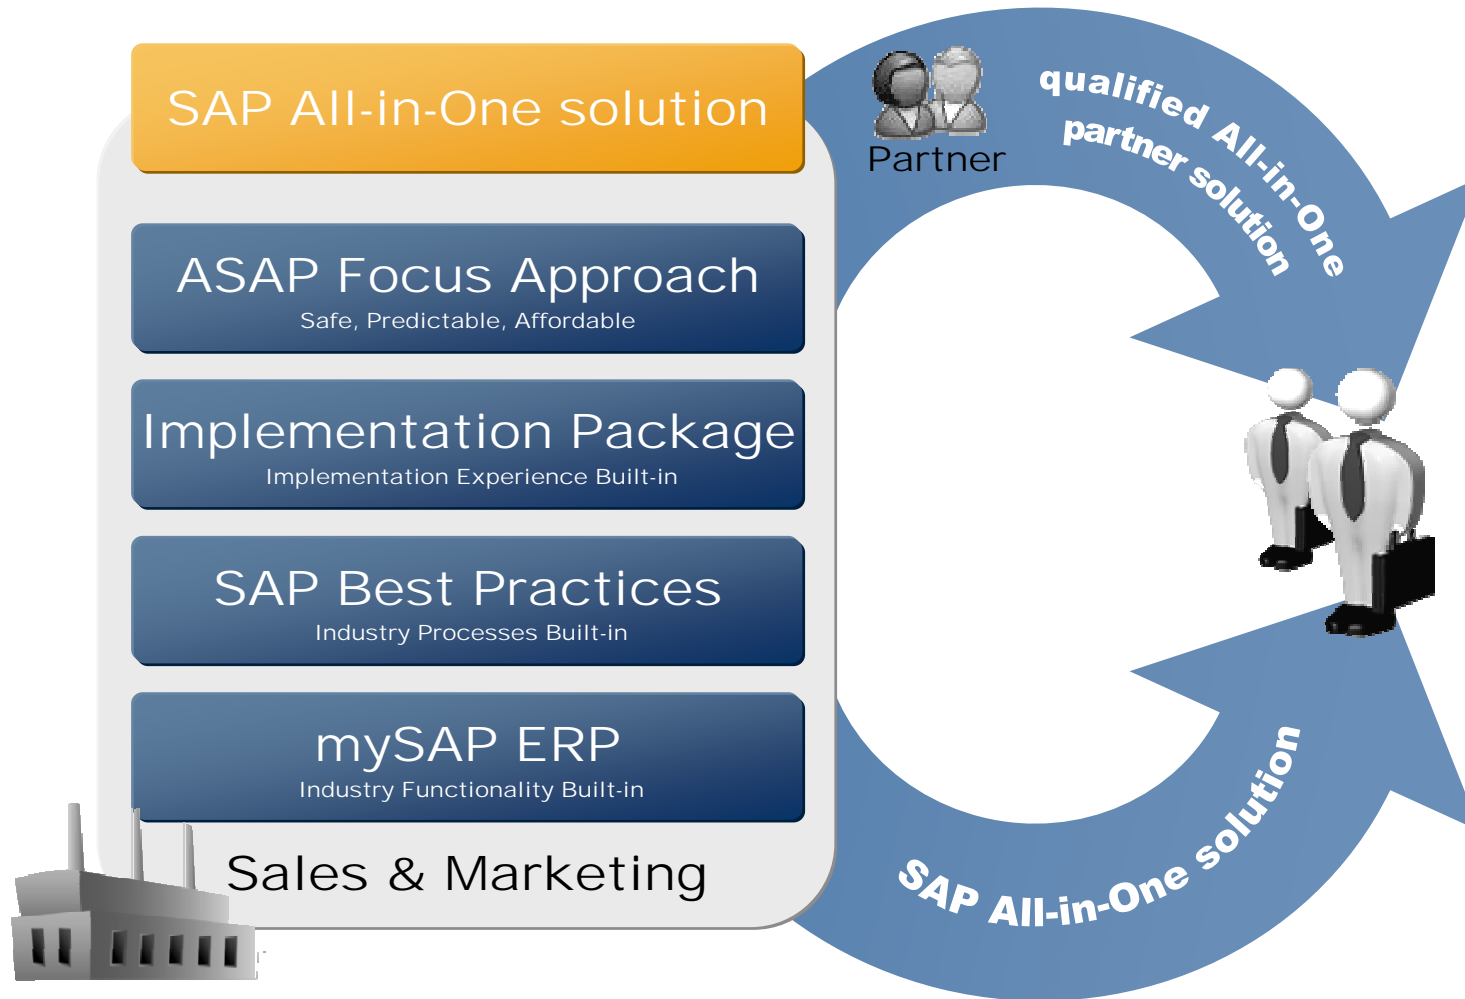 SAP All-in-One solution
ASAP Focus Approach
Safe, Predictable, Affordable
Implementation Package
Implementation Experience Built-in
SAP Best Practices
Industry Processes Built-in
mySAP ERP
Industry Functionality Built-in
Sales & Marketing
Partner
qualified All-in-One
partner solution
SAP All-in-One solution